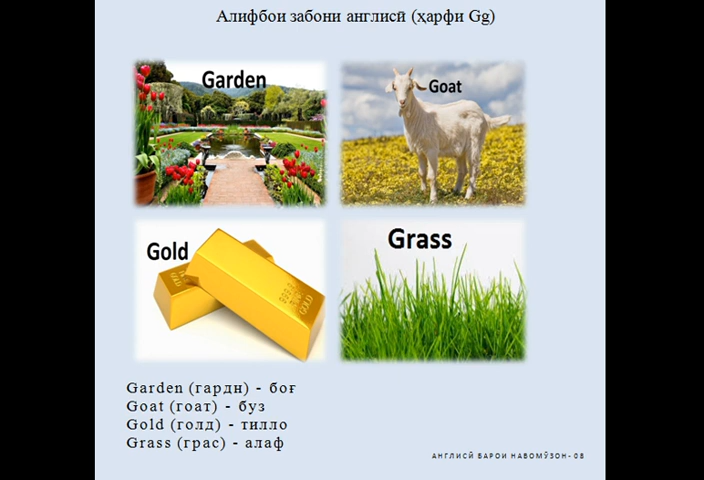 Алифбои забони англисӣ (ҳарфи Gg)
Garden
Goat
Gold
Grass
GOLD
Garden (гардн) - боғ
Goat (гоат) - буз
Gold (голд) - тилло
Grass (грас) - алаф
АНГЛИСӢ БАРОИ НАВОМӮЗОН- 08